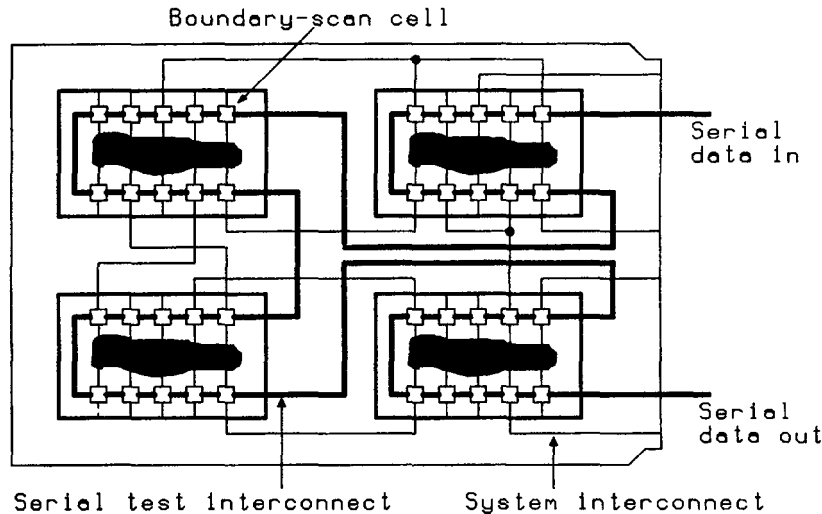 Boundary-scan cell
Serial
data in
Serial
data out
Serial test interconnect
System interconnect